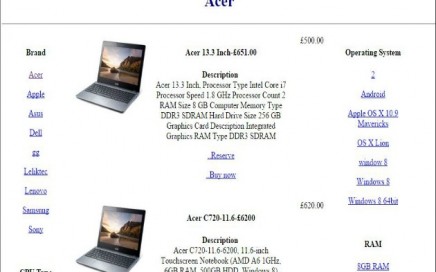 Acer
Brand
Acer
Apple
Asus
Dell
gg
Leliktec
Lenovo
Samsung
Sony
CPU Type
Acer 13.3 Inch-£651.00
£500.00
Description
Acer 13.3 Inch, Processor Type Intel Core i7
Processor Speed 1.8 GHz Processor Count 2
RAM Size 8 GB Computer Memory Type
DDR3 SDRAM Hard Drive Size 256 GB
Graphics Card Description Integrated
Graphics RAM Type DDR3 SDRAM
..Reserve
..Buy now
Acer C720-11.6-£6200
£620.00
Description
Acer C720-11.6-6200, 11.6-inch
Touchscreen Notebook (AMD A6 1GHz,
6GB RAM, 500GB HDD, Windows 8)
Operating System
2
Android
Apple OS X 10.9
Mavericks
OS X Lion
window 8
Windows 8
Windows 8 64bit
RAM
8GB RAM